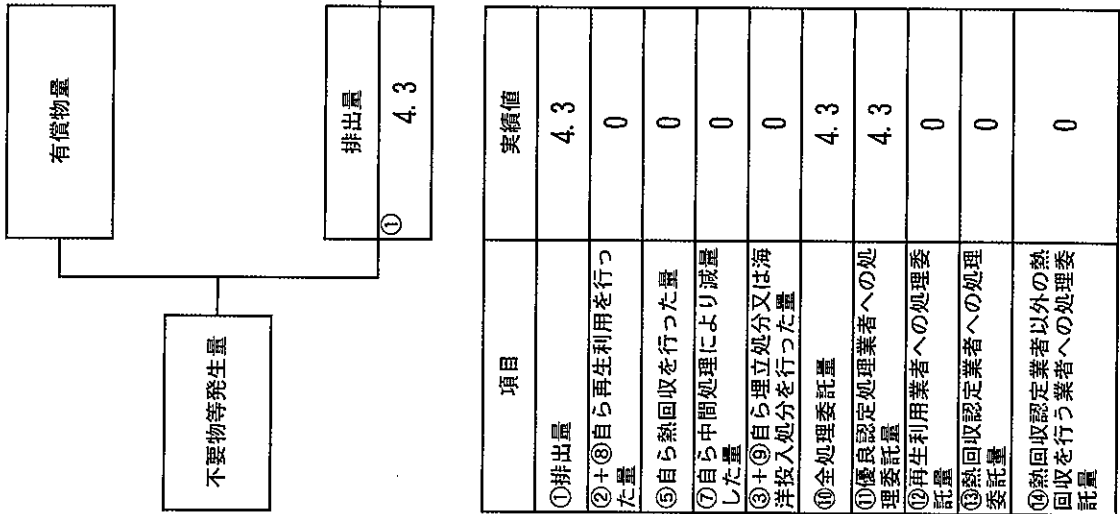 有償物量
不要物等発生量
排出量
①
4.3
項目
実績値
①排出量
4.3
②+⑧自ら再生利用を行っ
た量
0
⑤自ら熱回収を行った量
0
⑦自ら中間処理により減量
した量
0
③+⑨自ら埋立処分又は海
洋投入処分を行った量
0
⑩全処理委託量
4.3
⑪優良認定処理業者への処
理委託量
4.3
⑫再生利用業者への処理委
託量
0
⑬熱回収認定業者への処理
委託量
0
⑭熱回収認定業者以外の熱
回収を行う業者への処理委
託量
0